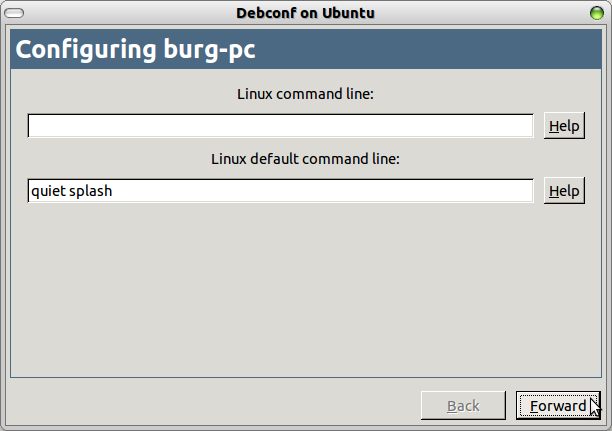 Debconf on Ubuntu
Configuring burg-pc
Linux command line:
Help
Linux default command line:
quiet splash
Help
Back
Forward